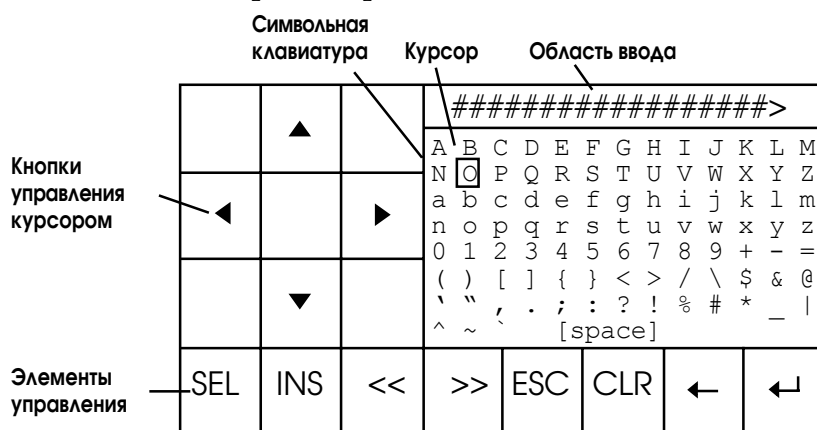 Символьная
клавиатура
Курсор
Область ввода
##################>
A B C D E F G H I J K L M
N O P Q R S T U V W X Y Z
a b c d e f g h i j k l m
n o p q r s t u v w x y z
0 1 2 3 4 5 6 7 8 9 + - =
( ) [ ] { } < > / \ $ & @
‘ “ , . ; : ? ! % # * _ |
^ ~ ` [space]
Кнопки
управления
курсором
Элементы
управления
SEL INS << >> ESC CLR ← ↵